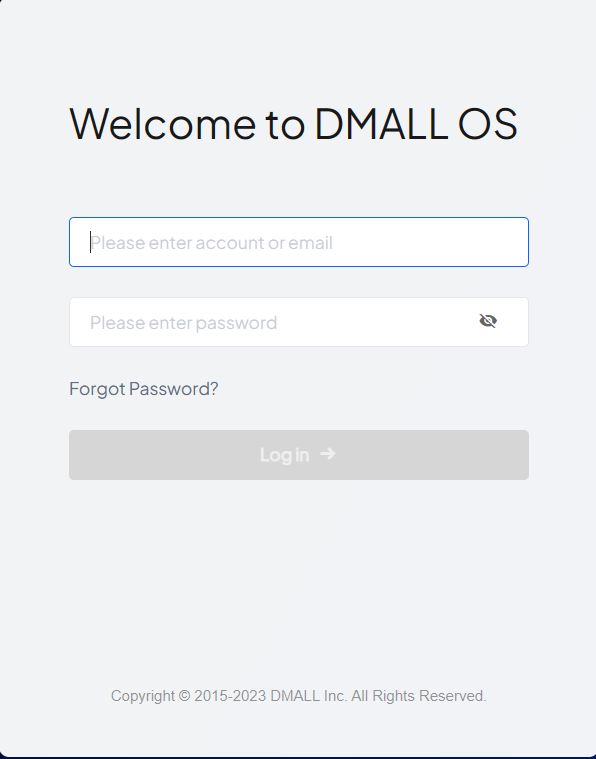 Welcome to DMALL OS
Please enter account or email
Please enter password
Forgot Password?
Log in →
Copyright © 2015-2023 DMALL Inc. All Rights Reserved.